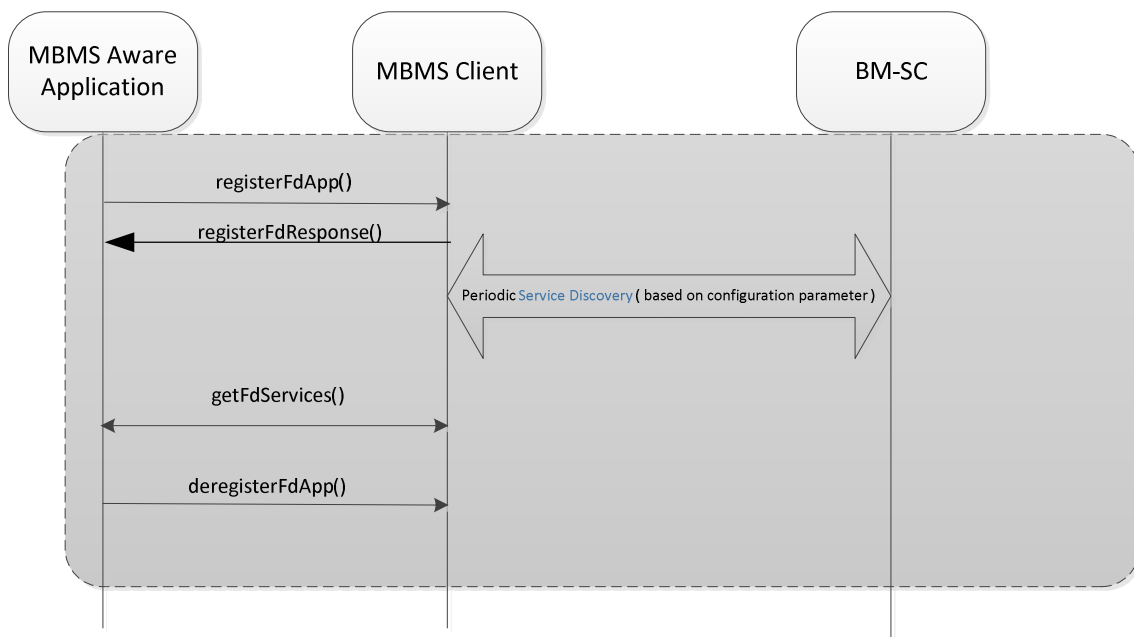 MBMS Aware
Application
MBMS Client
BM-SC
registerFdApp()
registerFdResponse()
Periodic Service Discovery ( based on configuration parameter )
getFdServices()
deregisterFdApp()